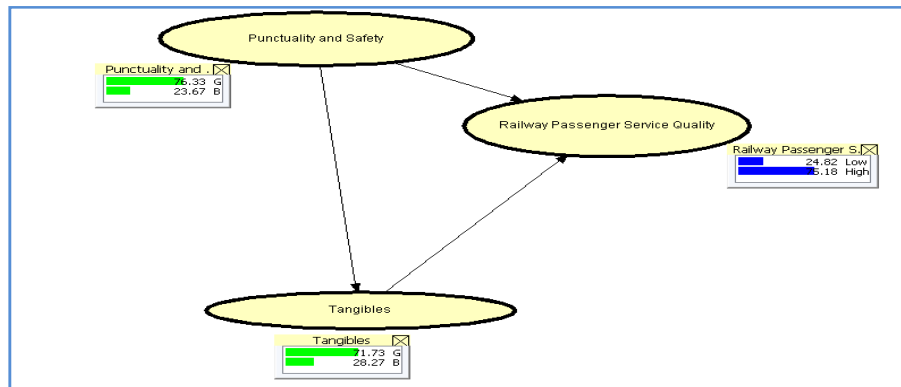 Punctuality and Safety
Punctuality and .
76.33 G
23.67 B
Railway Passenger Service Quality
Railway Passenger S.
24.82 Low
75.18 High
Tangibles
Tangibles
71.73 G
28.27 B